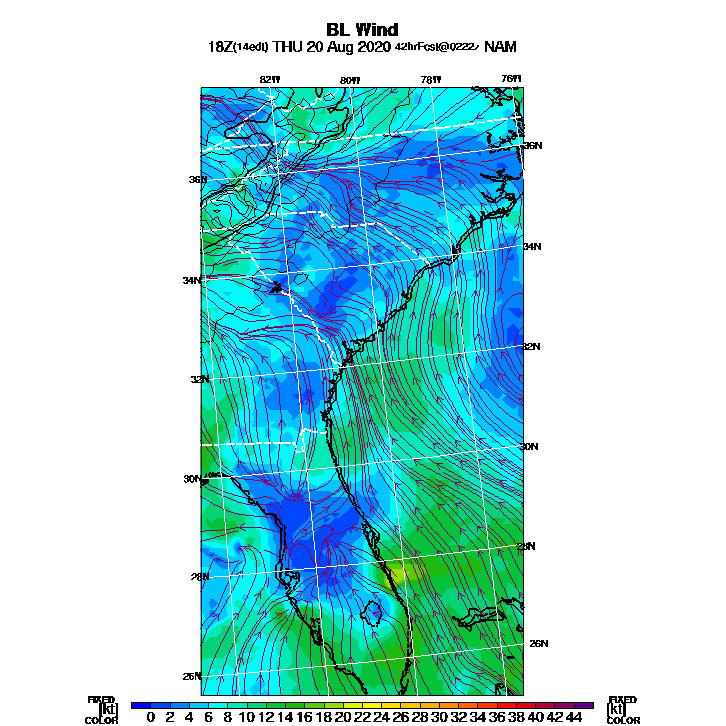 BL Wind
18Z(14edt) THU 20 Aug 2020 42hrFcst@0222z NAM
82W 80W 78W 76W
36N
36N
34N
34N
32N
32N
30N
30N
28N
28N
26N
26N
FIXED FIXED
[kt] 0 2 4 6 8 10 12 14 16 18 20 22 24 26 28 30 32 34 36 38 40 42 44 [kt]
COLOR COLOR